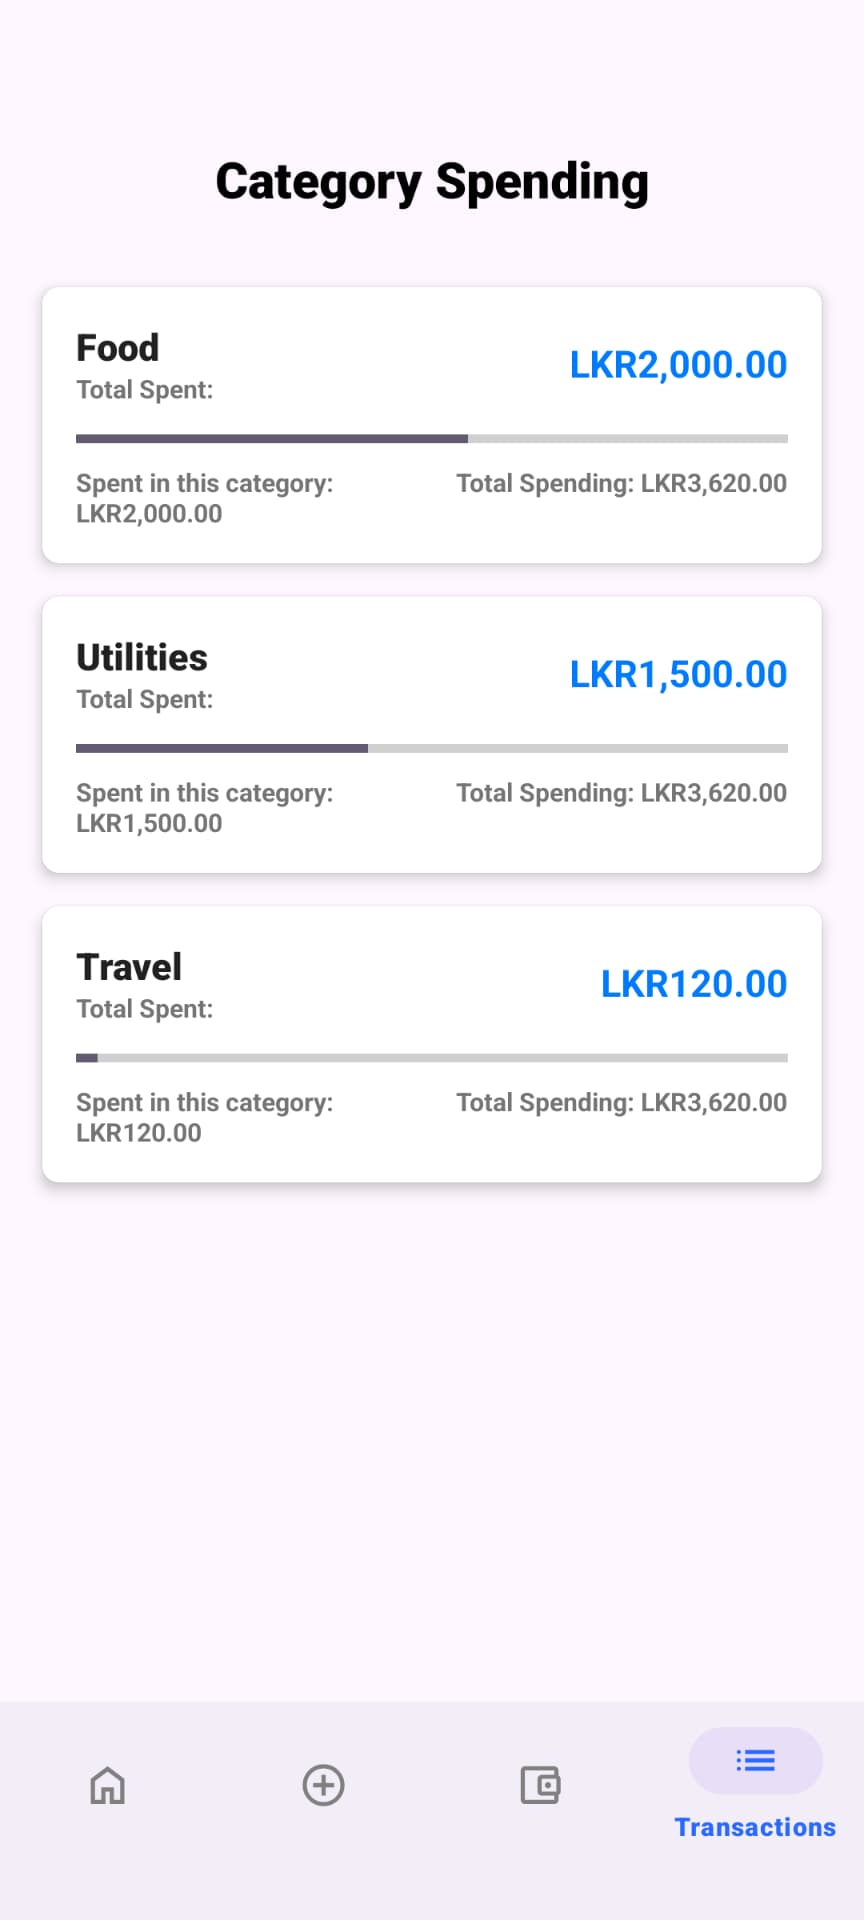 Category Spending
Food
LKR2,000.00
Total Spent:
Spent in this category:
LKR2,000.00
Total Spending: LKR3,620.00
Utilities
LKR1,500.00
Total Spent:
Spent in this category:
LKR1,500.00
Total Spending: LKR3,620.00
Travel
LKR120.00
Total Spent:
Spent in this category:
LKR120.00
Total Spending: LKR3,620.00
Transactions